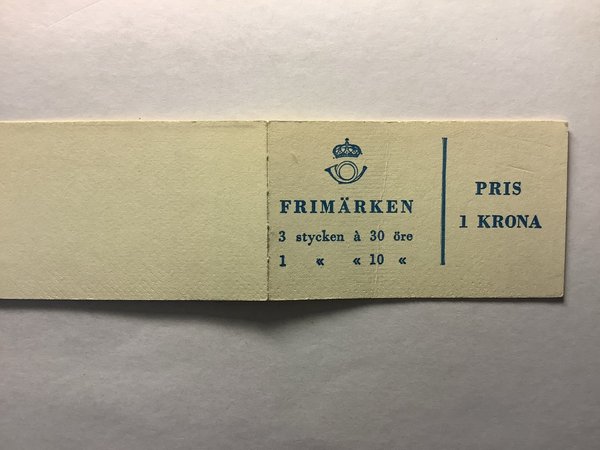 FRIMÄRKEN
3 stycken à 30 öre
1 « « 10 «
PRIS
1 KRONA